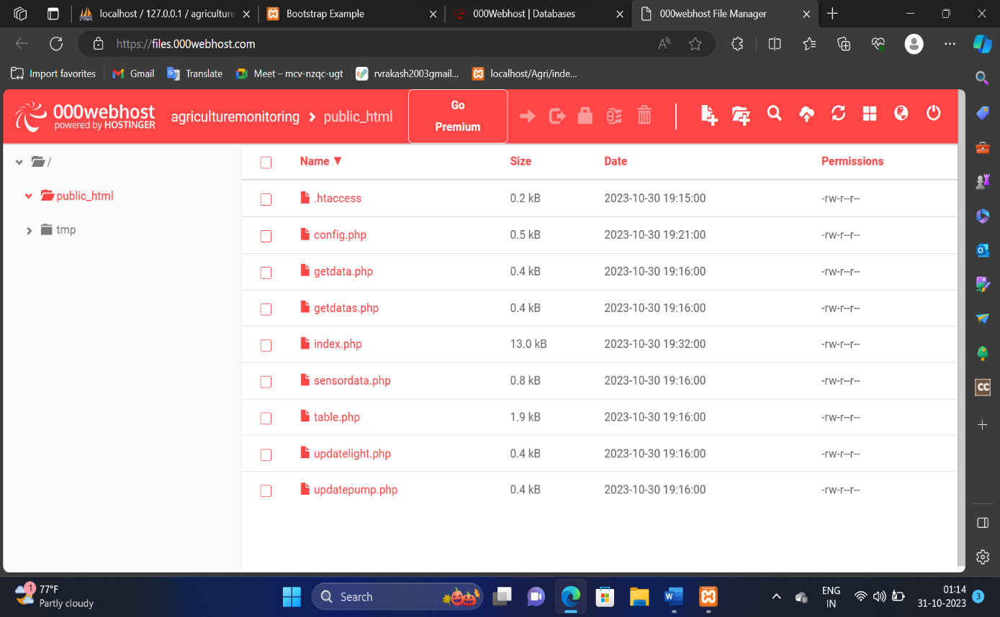 localhost / 127.0.0.1 / agriculture
Bootstrap Example
000Webhost | Databases
000webhost File Manager
https://files.000webhost.com
Import favorites
Gmail
Translate
Meet – mcv-nzqc-ugt
rvrakash2003gmail...
localhost/Agri/inde...
000webhost
powered by HOSTINGER
agriculturemonitoring
public_html
Go
Premium
/
public_html
tmp
Name ▼ Size Date Permissions
.htaccess 0.2 kB 2023-10-30 19:15:00 -rw-r--r--
config.php 0.5 kB 2023-10-30 19:21:00 -rw-r--r--
getdata.php 0.4 kB 2023-10-30 19:16:00 -rw-r--r--
getdatas.php 0.4 kB 2023-10-30 19:16:00 -rw-r--r--
index.php 13.0 kB 2023-10-30 19:32:00 -rw-r--r--
sensordata.php 0.8 kB 2023-10-30 19:16:00 -rw-r--r--
table.php 1.9 kB 2023-10-30 19:16:00 -rw-r--r--
updatelight.php 0.4 kB 2023-10-30 19:16:00 -rw-r--r--
updatepump.php 0.4 kB 2023-10-30 19:16:00 -rw-r--r--
CC
1
77°F
Partly cloudy
Search
ENG
IN
01:14
31-10-2023
3